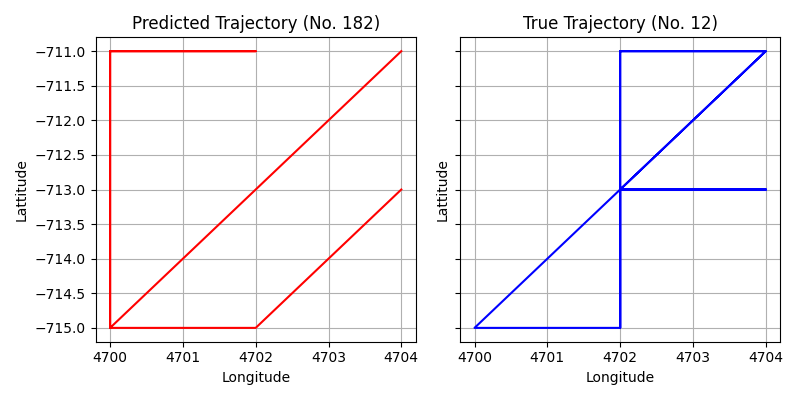 Predicted Trajectory (No. 182)
True Trajectory (No. 12)
Lattitude
−711.0
−711.5
−712.0
−712.5
−713.0
−713.5
−714.0
−714.5
−715.0
4700 4701 4702 4703 4704
Longitude
Lattitude
4700 4701 4702 4703 4704
Longitude